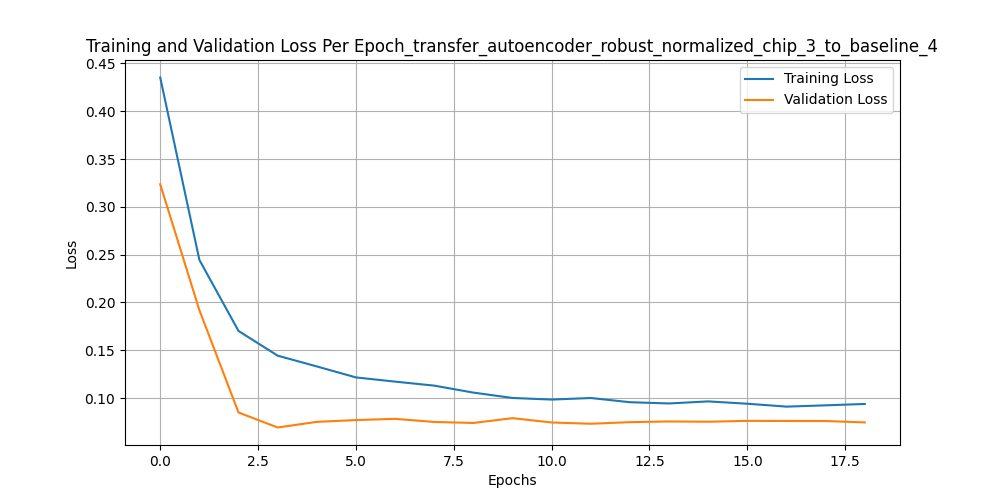 Training and Validation Loss Per Epoch_transfer_autoencoder_robust_normalized_chip_3_to_baseline_4
Training Loss
Validation Loss
Loss
0.45
0.40
0.35
0.30
0.25
0.20
0.15
0.10
0.0 2.5 5.0 7.5 10.0 12.5 15.0 17.5
Epochs